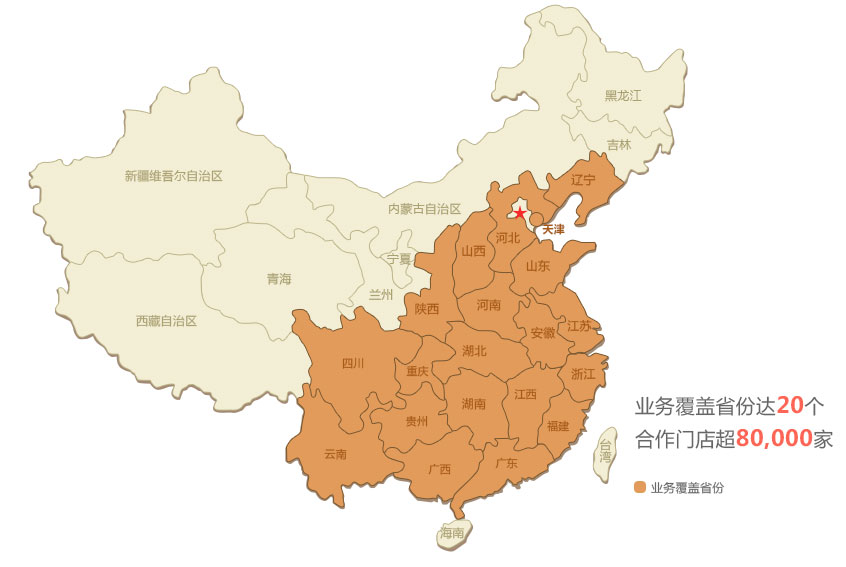 黑龙江
吉林
新疆维吾尔自治区
辽宁
内蒙古自治区
天津
河北
山西
宁夏
山东
青海
兰州
陕西
河南
西藏自治区
江苏
安徽
湖北
四川
重庆
浙江
江西
湖南
贵州
福建
云南
广西
广东
台湾
海南
业务覆盖省份达20个
合作门店超80,000家
业务覆盖省份